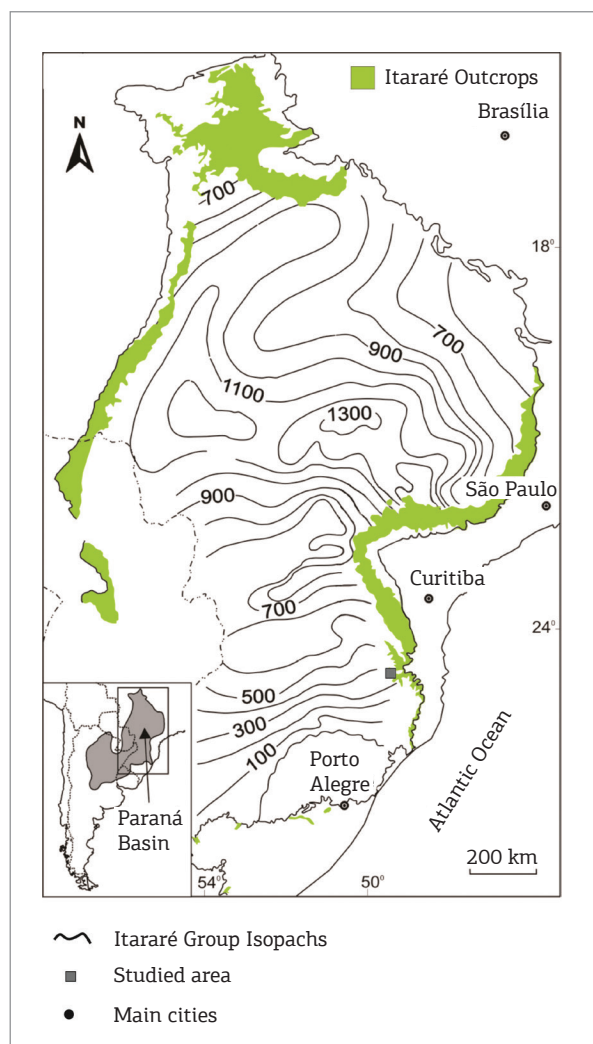 Itararé Outcrops
Brasília
N
700
18°
700
900
1100
1300
São Paulo
900
Curitiba
700
24°
500
300
100
Porto
Alegre
Atlantic Ocean
Paraná
Basin
200 km
54°
50°
Itararé Group Isopachs
Studied area
Main cities